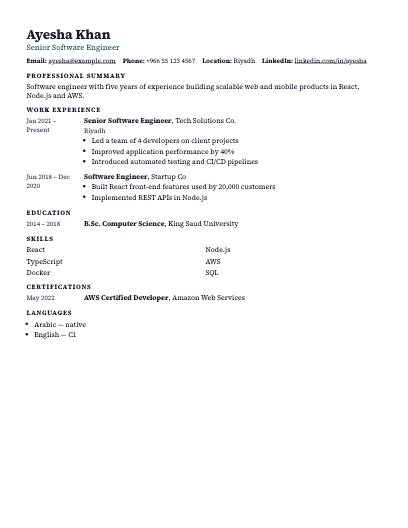 Ayesha Khan
Senior Software Engineer
Email: ayesha@example.com Phone: +966 55 123 4567 Location: Riyadh LinkedIn: linkedin.com/in/ayesha
PROFESSIONAL SUMMARY
Software engineer with five years of experience building scalable web and mobile products in React,
Node.js and AWS.
WORK EXPERIENCE
Jan 2021 – Present Senior Software Engineer, Tech Solutions Co.
Riyadh
• Led a team of 4 developers on client projects
• Improved application performance by 40%
• Introduced automated testing and CI/CD pipelines
Jun 2018 – Dec 2020 Software Engineer, Startup Co
• Built React front-end features used by 20,000 customers
• Implemented REST APIs in Node.js
EDUCATION
2014 – 2018 B.Sc. Computer Science, King Saud University
SKILLS
React Node.js
TypeScript AWS
Docker SQL
CERTIFICATIONS
May 2022 AWS Certified Developer, Amazon Web Services
LANGUAGES
• Arabic — native
• English — C1